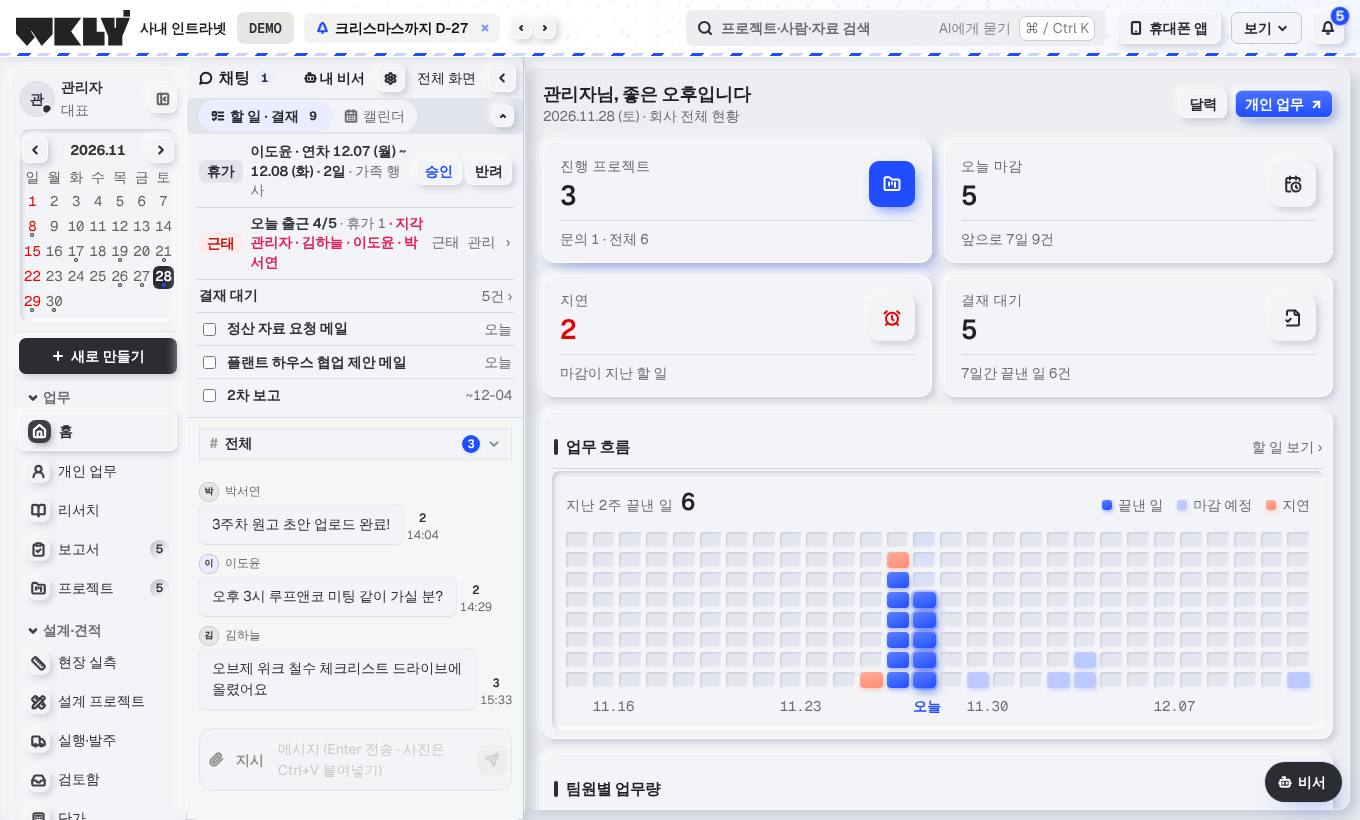 WKLY 사내 인트라넷 DEMO 크리스마스까지 D-27 × ‹ › 프로젝트·사람·자료 검색 AI에게 묻기 ⌘ / Ctrl K 휴대폰 앱 보기 5
관 관리자
대표
2026.11
일 월 화 수 목 금 토
1 2 3 4 5 6 7
8 9 10 11 12 13 14
15 16 17 18 19 20 21
22 23 24 25 26 27 28
29 30
+ 새로 만들기
업무
홈
개인 업무
리서치
보고서 5
프로젝트 5
설계·견적
현장 실측
설계 프로젝트
실행·발주
검토함
단가
채팅 1 내 비서 전체 화면
할 일 · 결재 9 캘린더
휴가 이도윤 · 연차 12.07 (월) ~
12.08 (화) · 2일 · 가족 행
사 승인 반려
근태 오늘 출근 4/5 · 휴가 1 · 지각
관리자 · 김하늘 · 이도윤 · 박
서연 근태 관리 ›
결재 대기 5건 ›
정산 자료 요청 메일 오늘
플랜트 하우스 협업 제안 메일 오늘
2차 보고 ~12-04
# 전체 3
박 박서연
3주차 원고 초안 업로드 완료! 2
14:04
이 이도윤
오후 3시 루프앤코 미팅 같이 가실 분? 2
14:29
김 김하늘
오브제 위크 철수 체크리스트 드라이브에
올렸어요 3
15:33
지시 메시지 (Enter 전송 · 사진은
Ctrl+V 붙여넣기)
관리자님, 좋은 오후입니다
2026.11.28 (토) · 회사 전체 현황
달력 개인 업무
진행 프로젝트
3
문의 1 · 전체 6
오늘 마감
5
앞으로 7일 9건
지연
2
마감이 지난 할 일
결재 대기
5
7일간 끝낸 일 6건
업무 흐름 할 일 보기 ›
지난 2주 끝낸 일 6 끝낸 일 마감 예정 지연
11.16 11.23 오늘 11.30 12.07
팀원별 업무량
비서